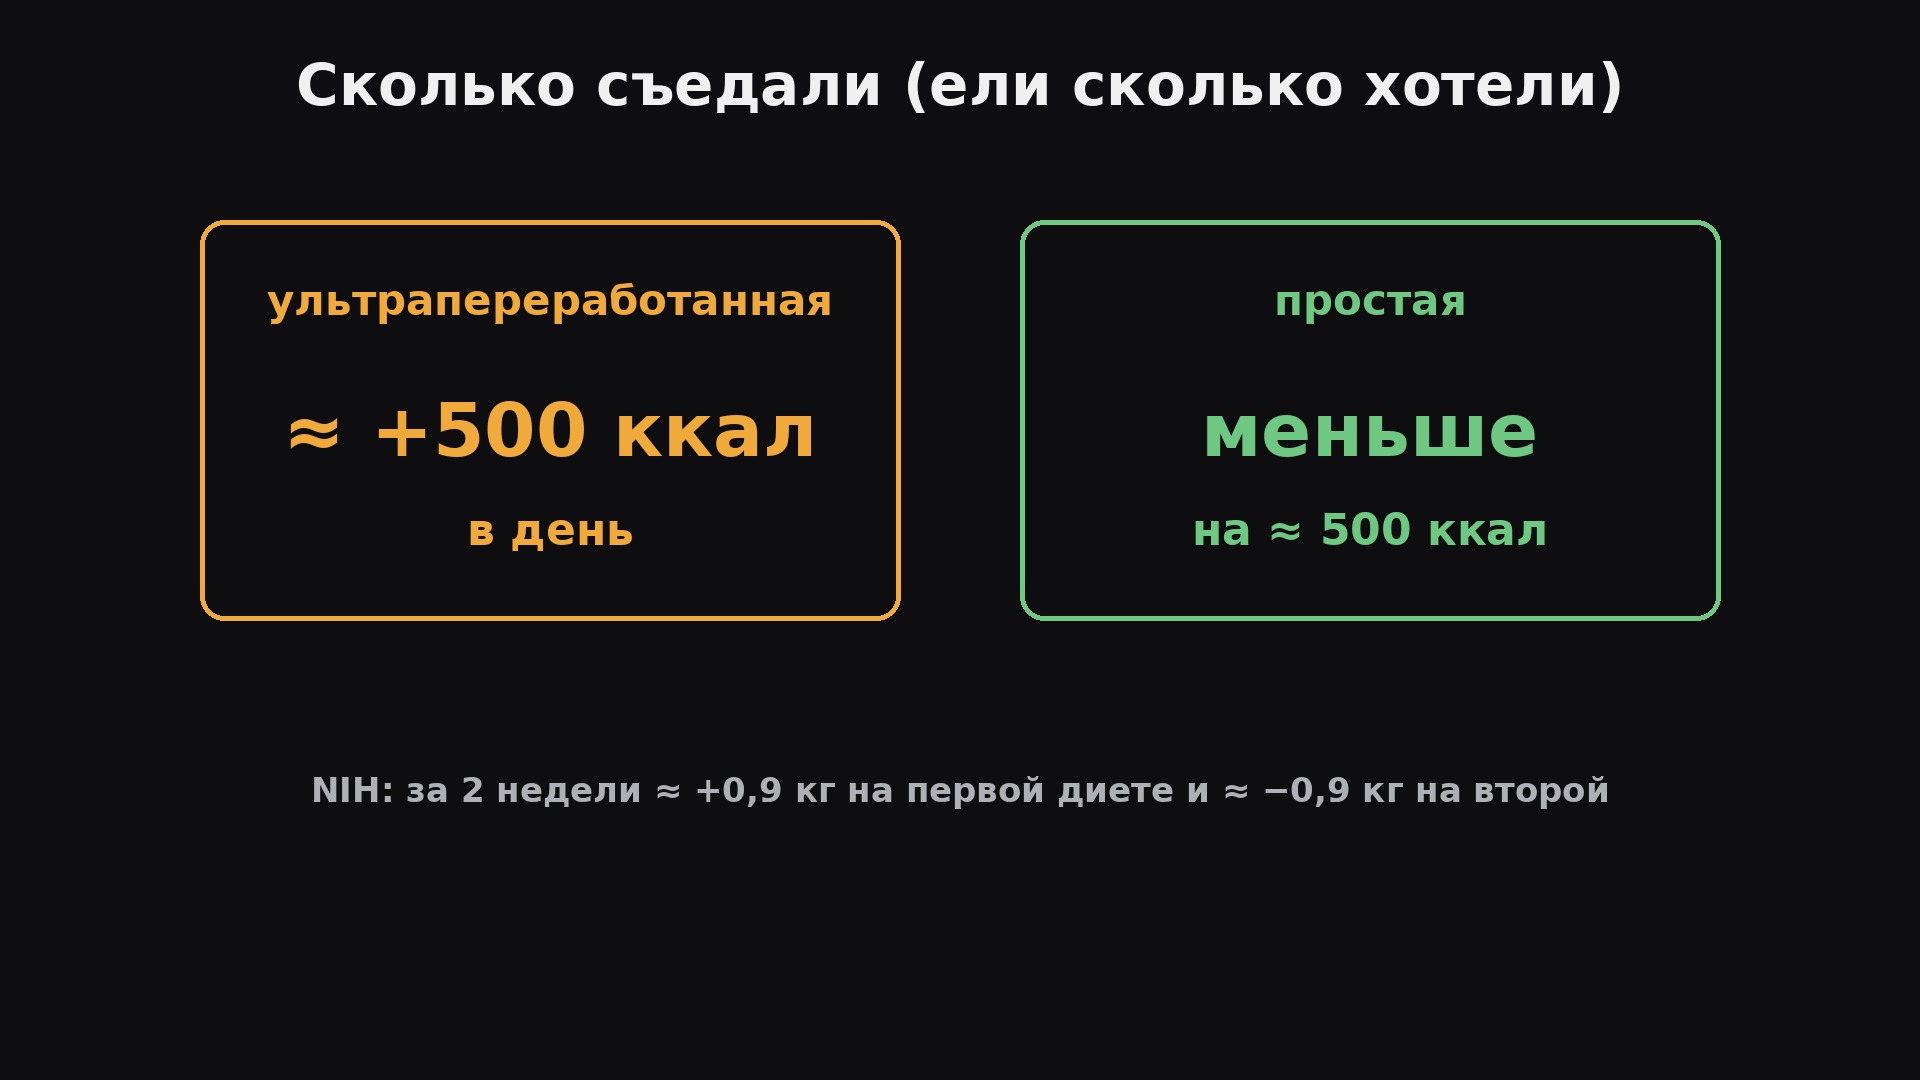 Сколько съедали (ели сколько хотели)
ультрапереработанная
≈ +500 ккал
в день
простая
меньше
на ≈ 500 ккал
NIH: за 2 недели ≈ +0,9 кг на первой диете и ≈ −0,9 кг на второй